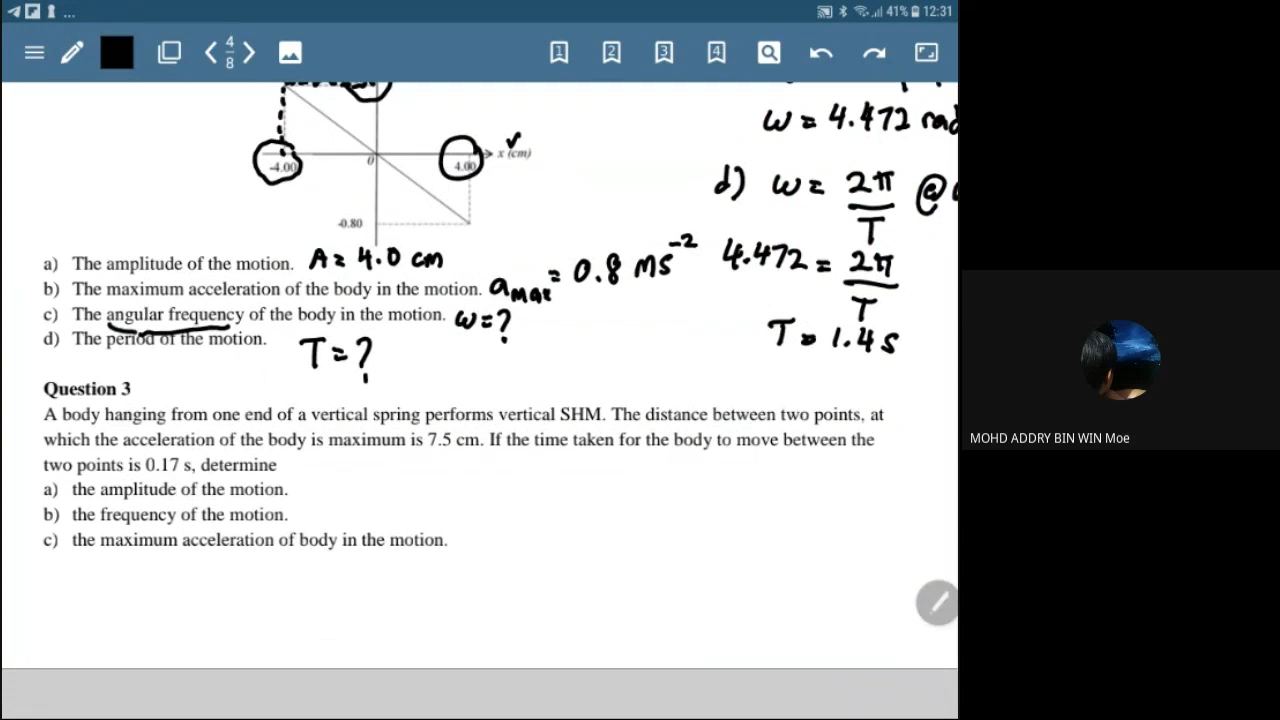 ... 41% 12:31
4
8
1 2 3 4
ω = 4.472 rad
x (cm)
-4.00 0 4.00
d) ω = 2π @
T
-0.80
a) The amplitude of the motion. A = 4.0 cm
4.472 = 2π
T
b) The maximum acceleration of the body in the motion. amax = 0.8 ms-2
c) The angular frequency of the body in the motion. ω = ?
T = 1.4 s
d) The period of the motion. T = ?
Question 3
A body hanging from one end of a vertical spring performs vertical SHM. The distance between two points, at
which the acceleration of the body is maximum is 7.5 cm. If the time taken for the body to move between the
two points is 0.17 s, determine
a) the amplitude of the motion.
b) the frequency of the motion.
c) the maximum acceleration of body in the motion.
MOHD ADDRY BIN WIN Moe